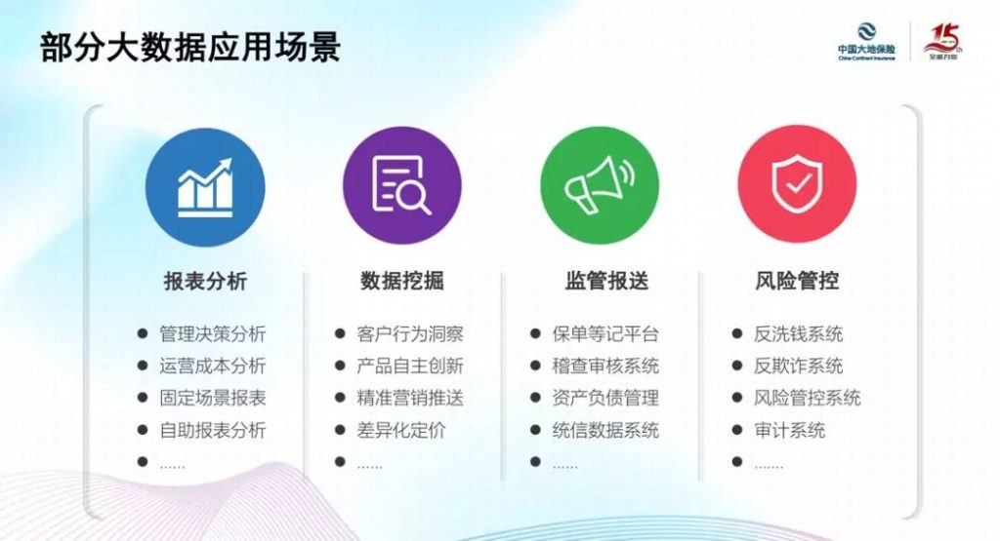 部分大数据应用场景
中国大地保险
China Continent Insurance
15th
报表分析
管理决策分析
运营成本分析
固定场景报表
自助报表分析
......
数据挖掘
客户行为洞察
产品自主创新
精准营销推送
差异化定价
......
监管报送
保单等记平台
稽查审核系统
资产负债管理
统信数据系统
......
风险管控
反洗钱系统
反欺诈系统
风险管控系统
审计系统
.......